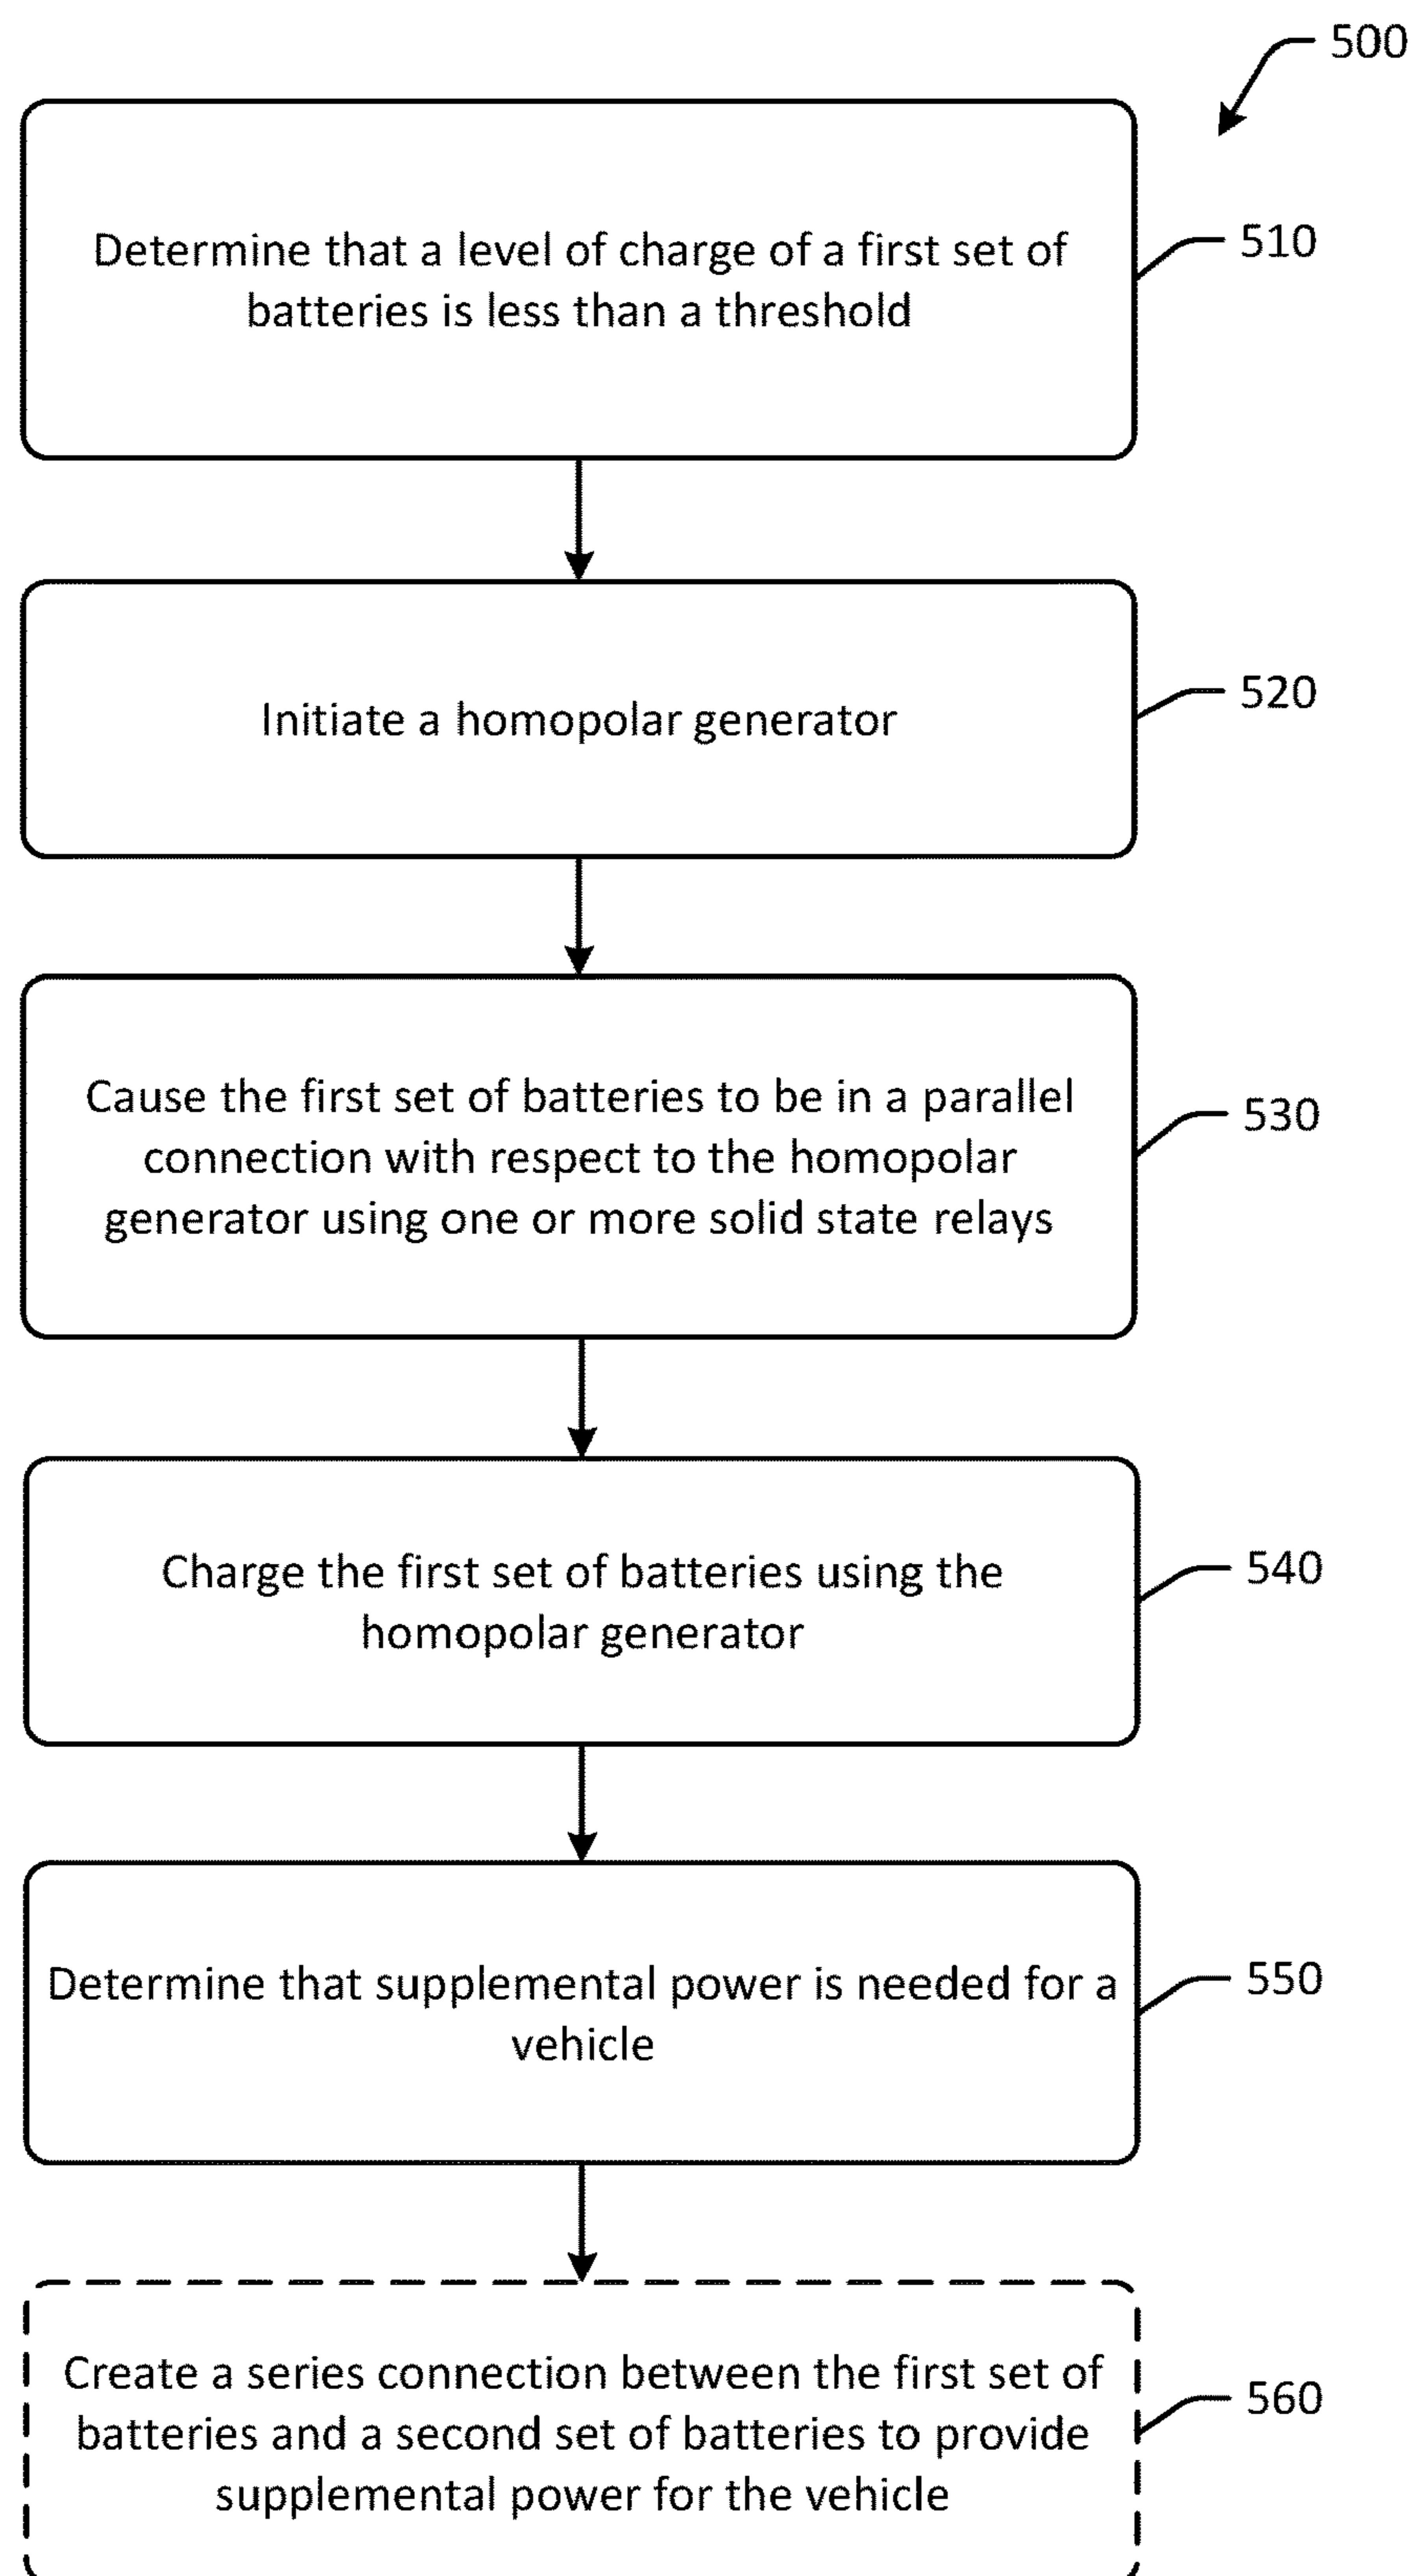 500
Determine that a level of charge of a first set of
batteries is less than a threshold
510
Initiate a homopolar generator
520
Cause the first set of batteries to be in a parallel
connection with respect to the homopolar
generator using one or more solid state relays
530
Charge the first set of batteries using the
homopolar generator
540
Determine that supplemental power is needed for a
vehicle
550
Create a series connection between the first set of
batteries and a second set of batteries to provide
supplemental power for the vehicle
560